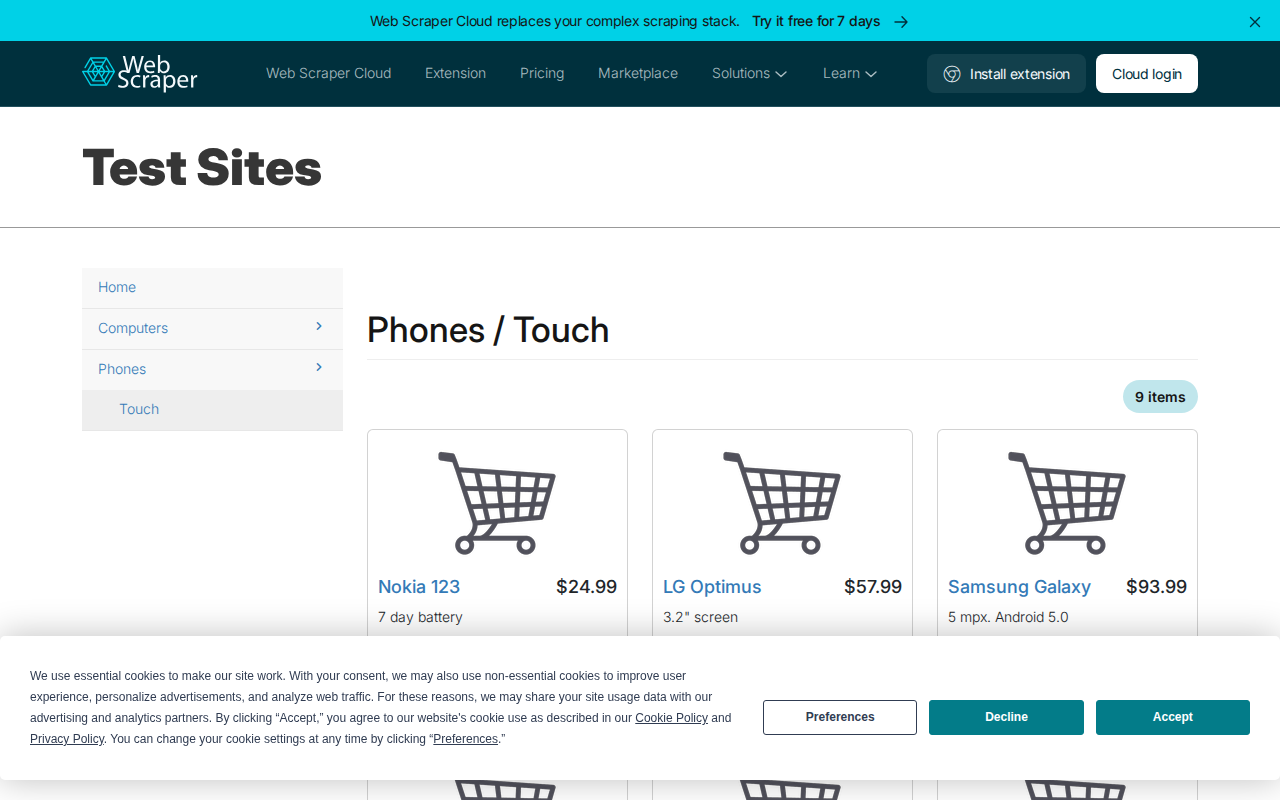 Web Scraper Cloud replaces your complex scraping stack. Try it free for 7 days
Web Scraper
Web Scraper Cloud
Extension
Pricing
Marketplace
Solutions
Learn
Install extension
Cloud login
Test Sites
Home
Computers
Phones
Touch
Phones / Touch
9 items
Nokia 123 $24.99
7 day battery
LG Optimus $57.99
3.2" screen
Samsung Galaxy $93.99
5 mpx. Android 5.0
We use essential cookies to make our site work. With your consent, we may also use non-essential cookies to improve user
experience, personalize advertisements, and analyze web traffic. For these reasons, we may share your site usage data with our
advertising and analytics partners. By clicking “Accept,” you agree to our website's cookie use as described in our Cookie Policy and
Privacy Policy. You can change your cookie settings at any time by clicking “Preferences.”
Preferences
Decline
Accept